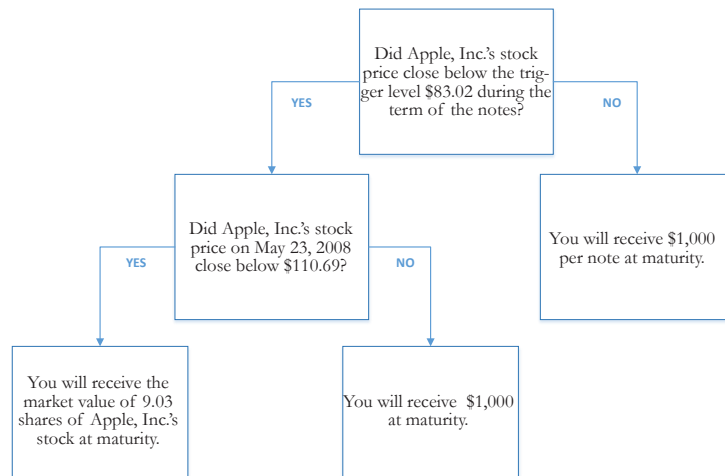 Did Apple, Inc.'s stock
price close below the trig-
ger level $83.02 during the
term of the notes?
YES
NO
Did Apple, Inc.'s stock
price on May 23, 2008
close below $110.69?
You will receive $1,000
per note at maturity.
YES
NO
You will receive the
market value of 9.03
shares of Apple, Inc.'s
stock at maturity.
You will receive $1,000
at maturity.